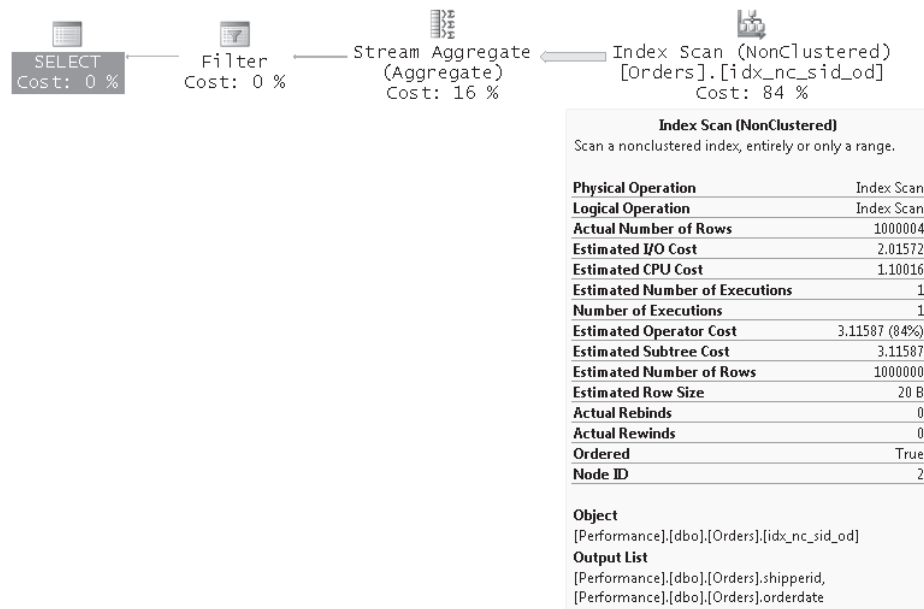 SELECT
Cost: 0 %
Filter
Cost: 0 %
Stream Aggregate
(Aggregate)
Cost: 16 %
Index Scan (NonClustered)
[Orders].[idx_nc_sid_od]
Cost: 84 %
Index Scan (NonClustered)
Scan a nonclustered index, entirely or only a range.
Physical Operation Index Scan
Logical Operation Index Scan
Actual Number of Rows 1000004
Estimated I/O Cost 2.01572
Estimated CPU Cost 1.10016
Estimated Number of Executions 1
Number of Executions 1
Estimated Operator Cost 3.11587 (84%)
Estimated Subtree Cost 3.11587
Estimated Number of Rows 1000000
Estimated Row Size 20 B
Actual Rebinds 0
Actual Rewinds 0
Ordered True
Node ID 2
Object
[Performance].[dbo].[Orders].[idx_nc_sid_od]
Output List
[Performance].[dbo].[Orders].shipperid,
[Performance].[dbo].[Orders].orderdate